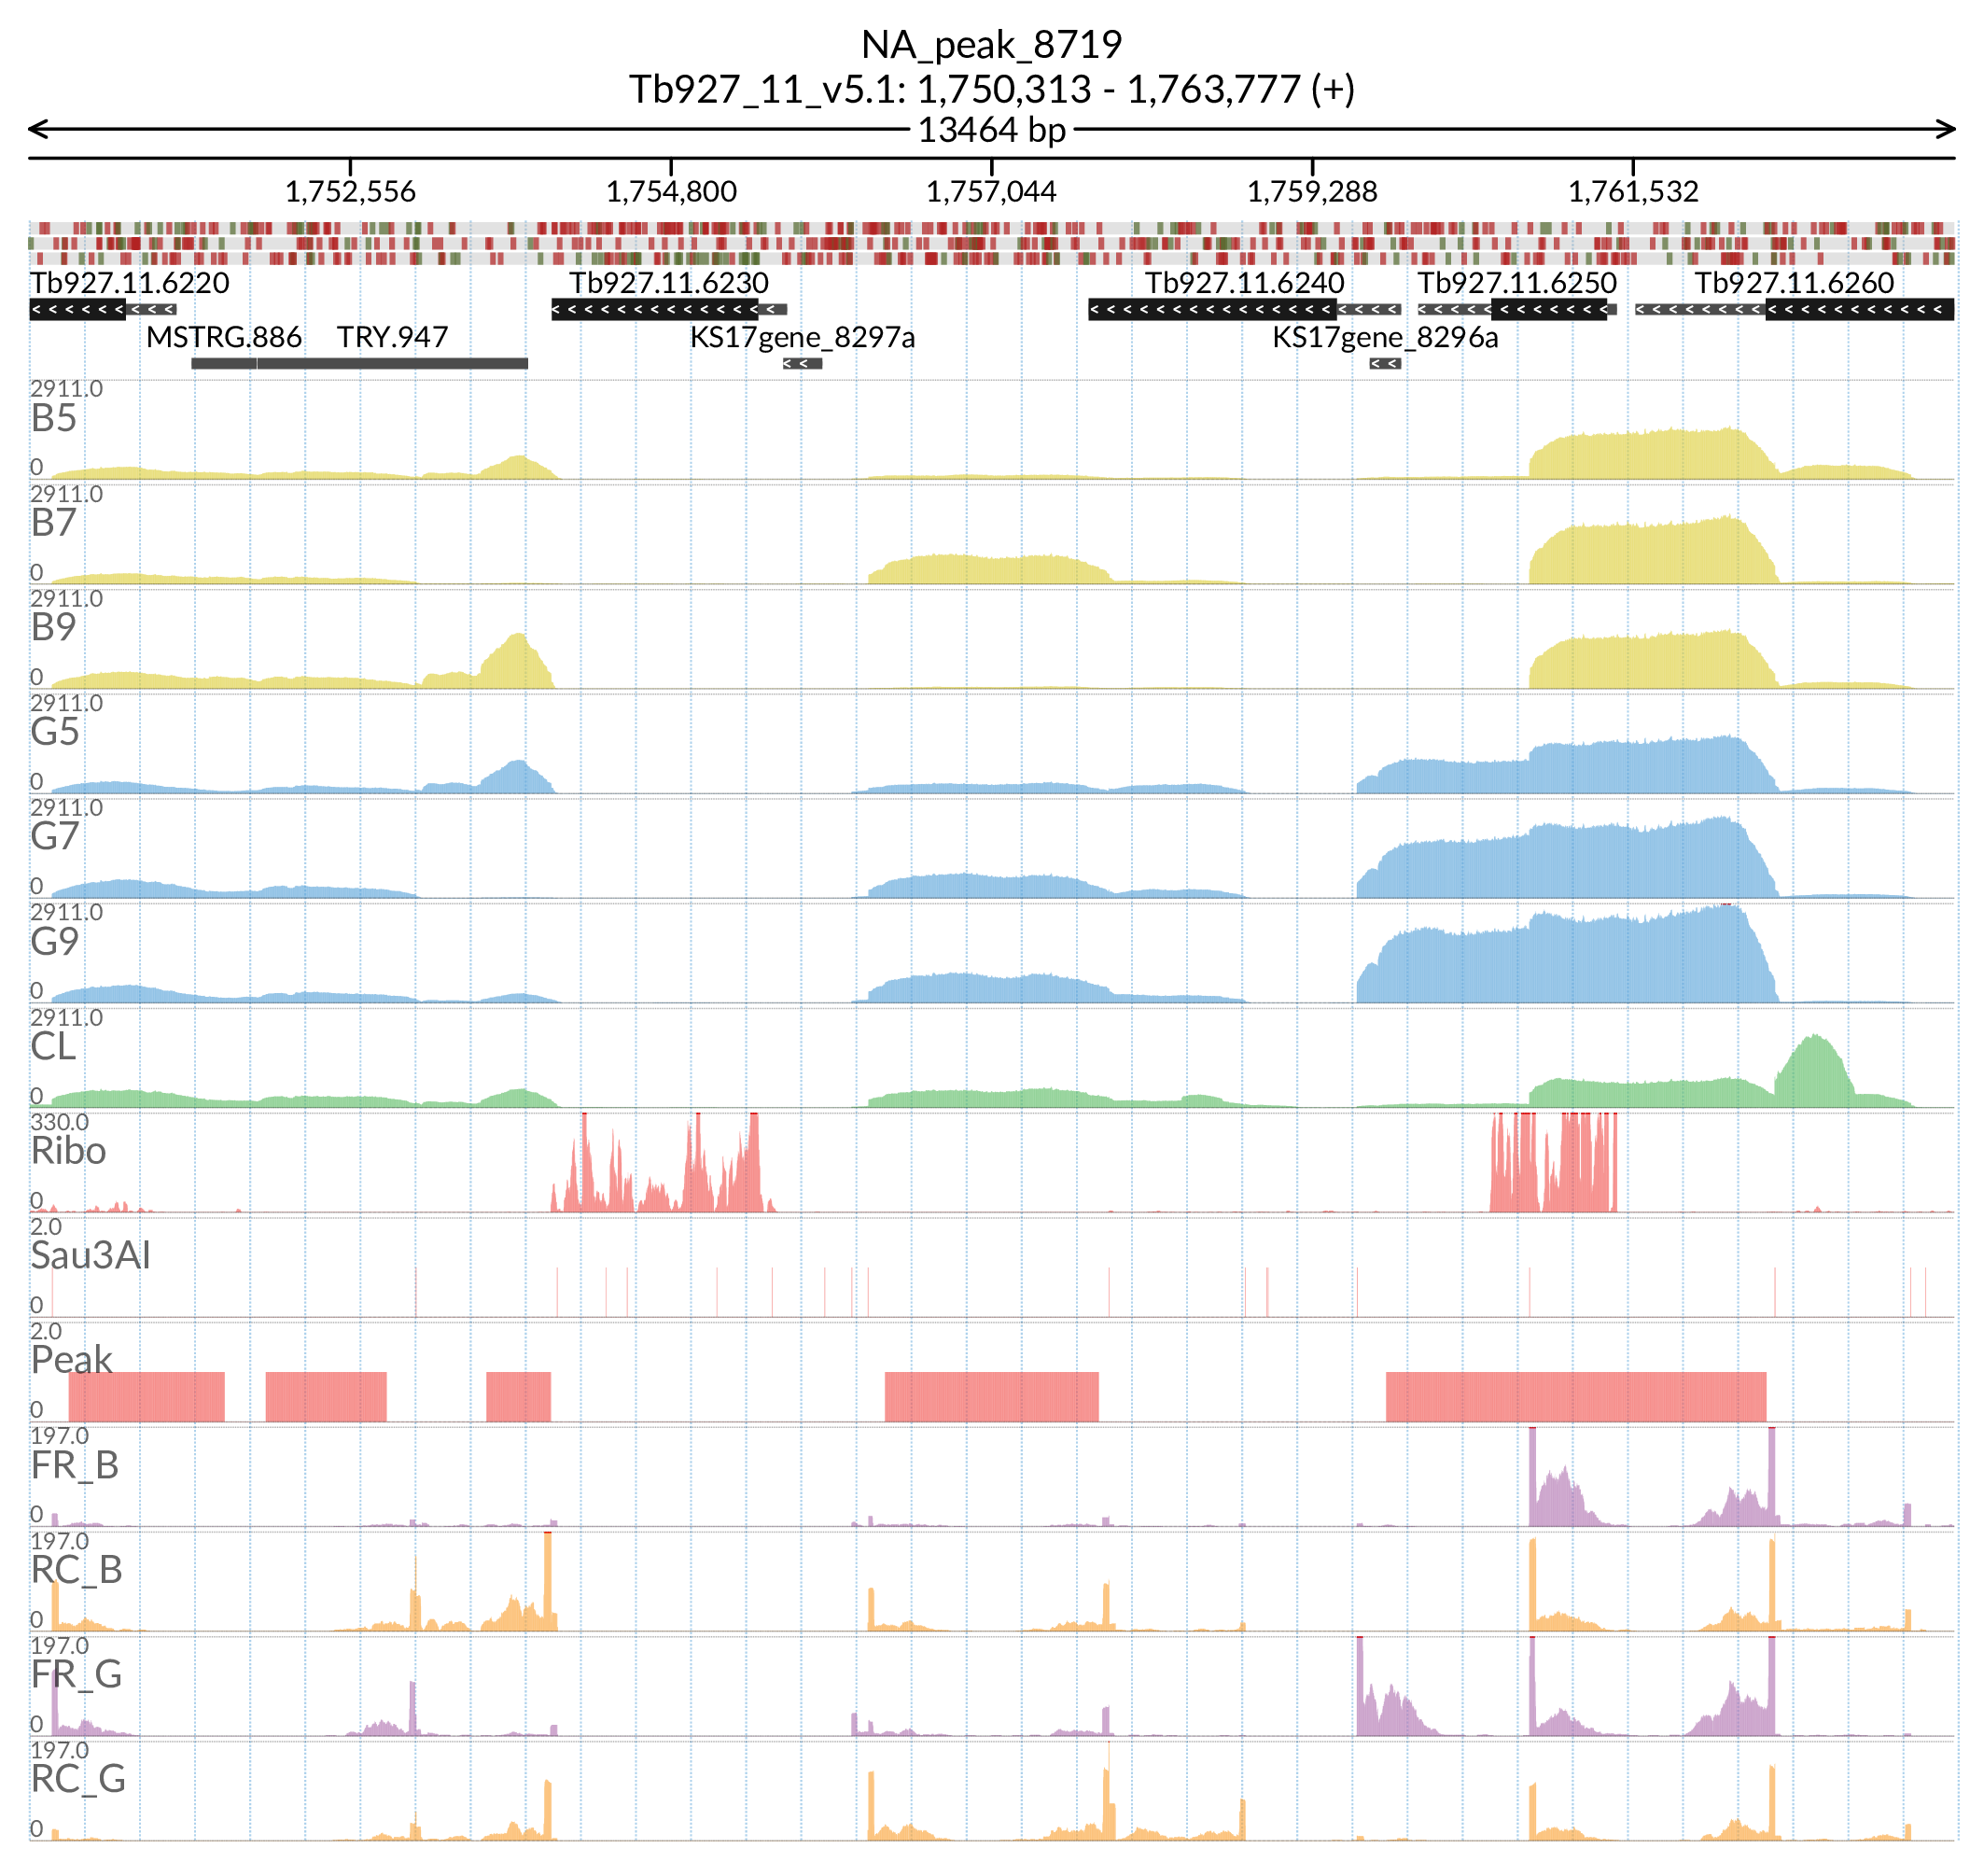 NA_peak_8719
Tb927_11_v5.1: 1,750,313 - 1,763,777 (+)
13464 bp
1,752,556 1,754,800 1,757,044 1,759,288 1,761,532
Tb927.11.6220 Tb927.11.6230 Tb927.11.6240 Tb927.11.6250 Tb927.11.6260
MSTRG.886 TRY.947 KS17gene_8297a KS17gene_8296a
2911.0
B5
0
2911.0
B7
0
2911.0
B9
0
2911.0
G5
0
2911.0
G7
0
2911.0
G9
0
2911.0
CL
0
330.0
Ribo
0
2.0
Sau3AI
0
2.0
Peak
0
197.0
FR_B
0
197.0
RC_B
0
197.0
FR_G
0
197.0
RC_G
0